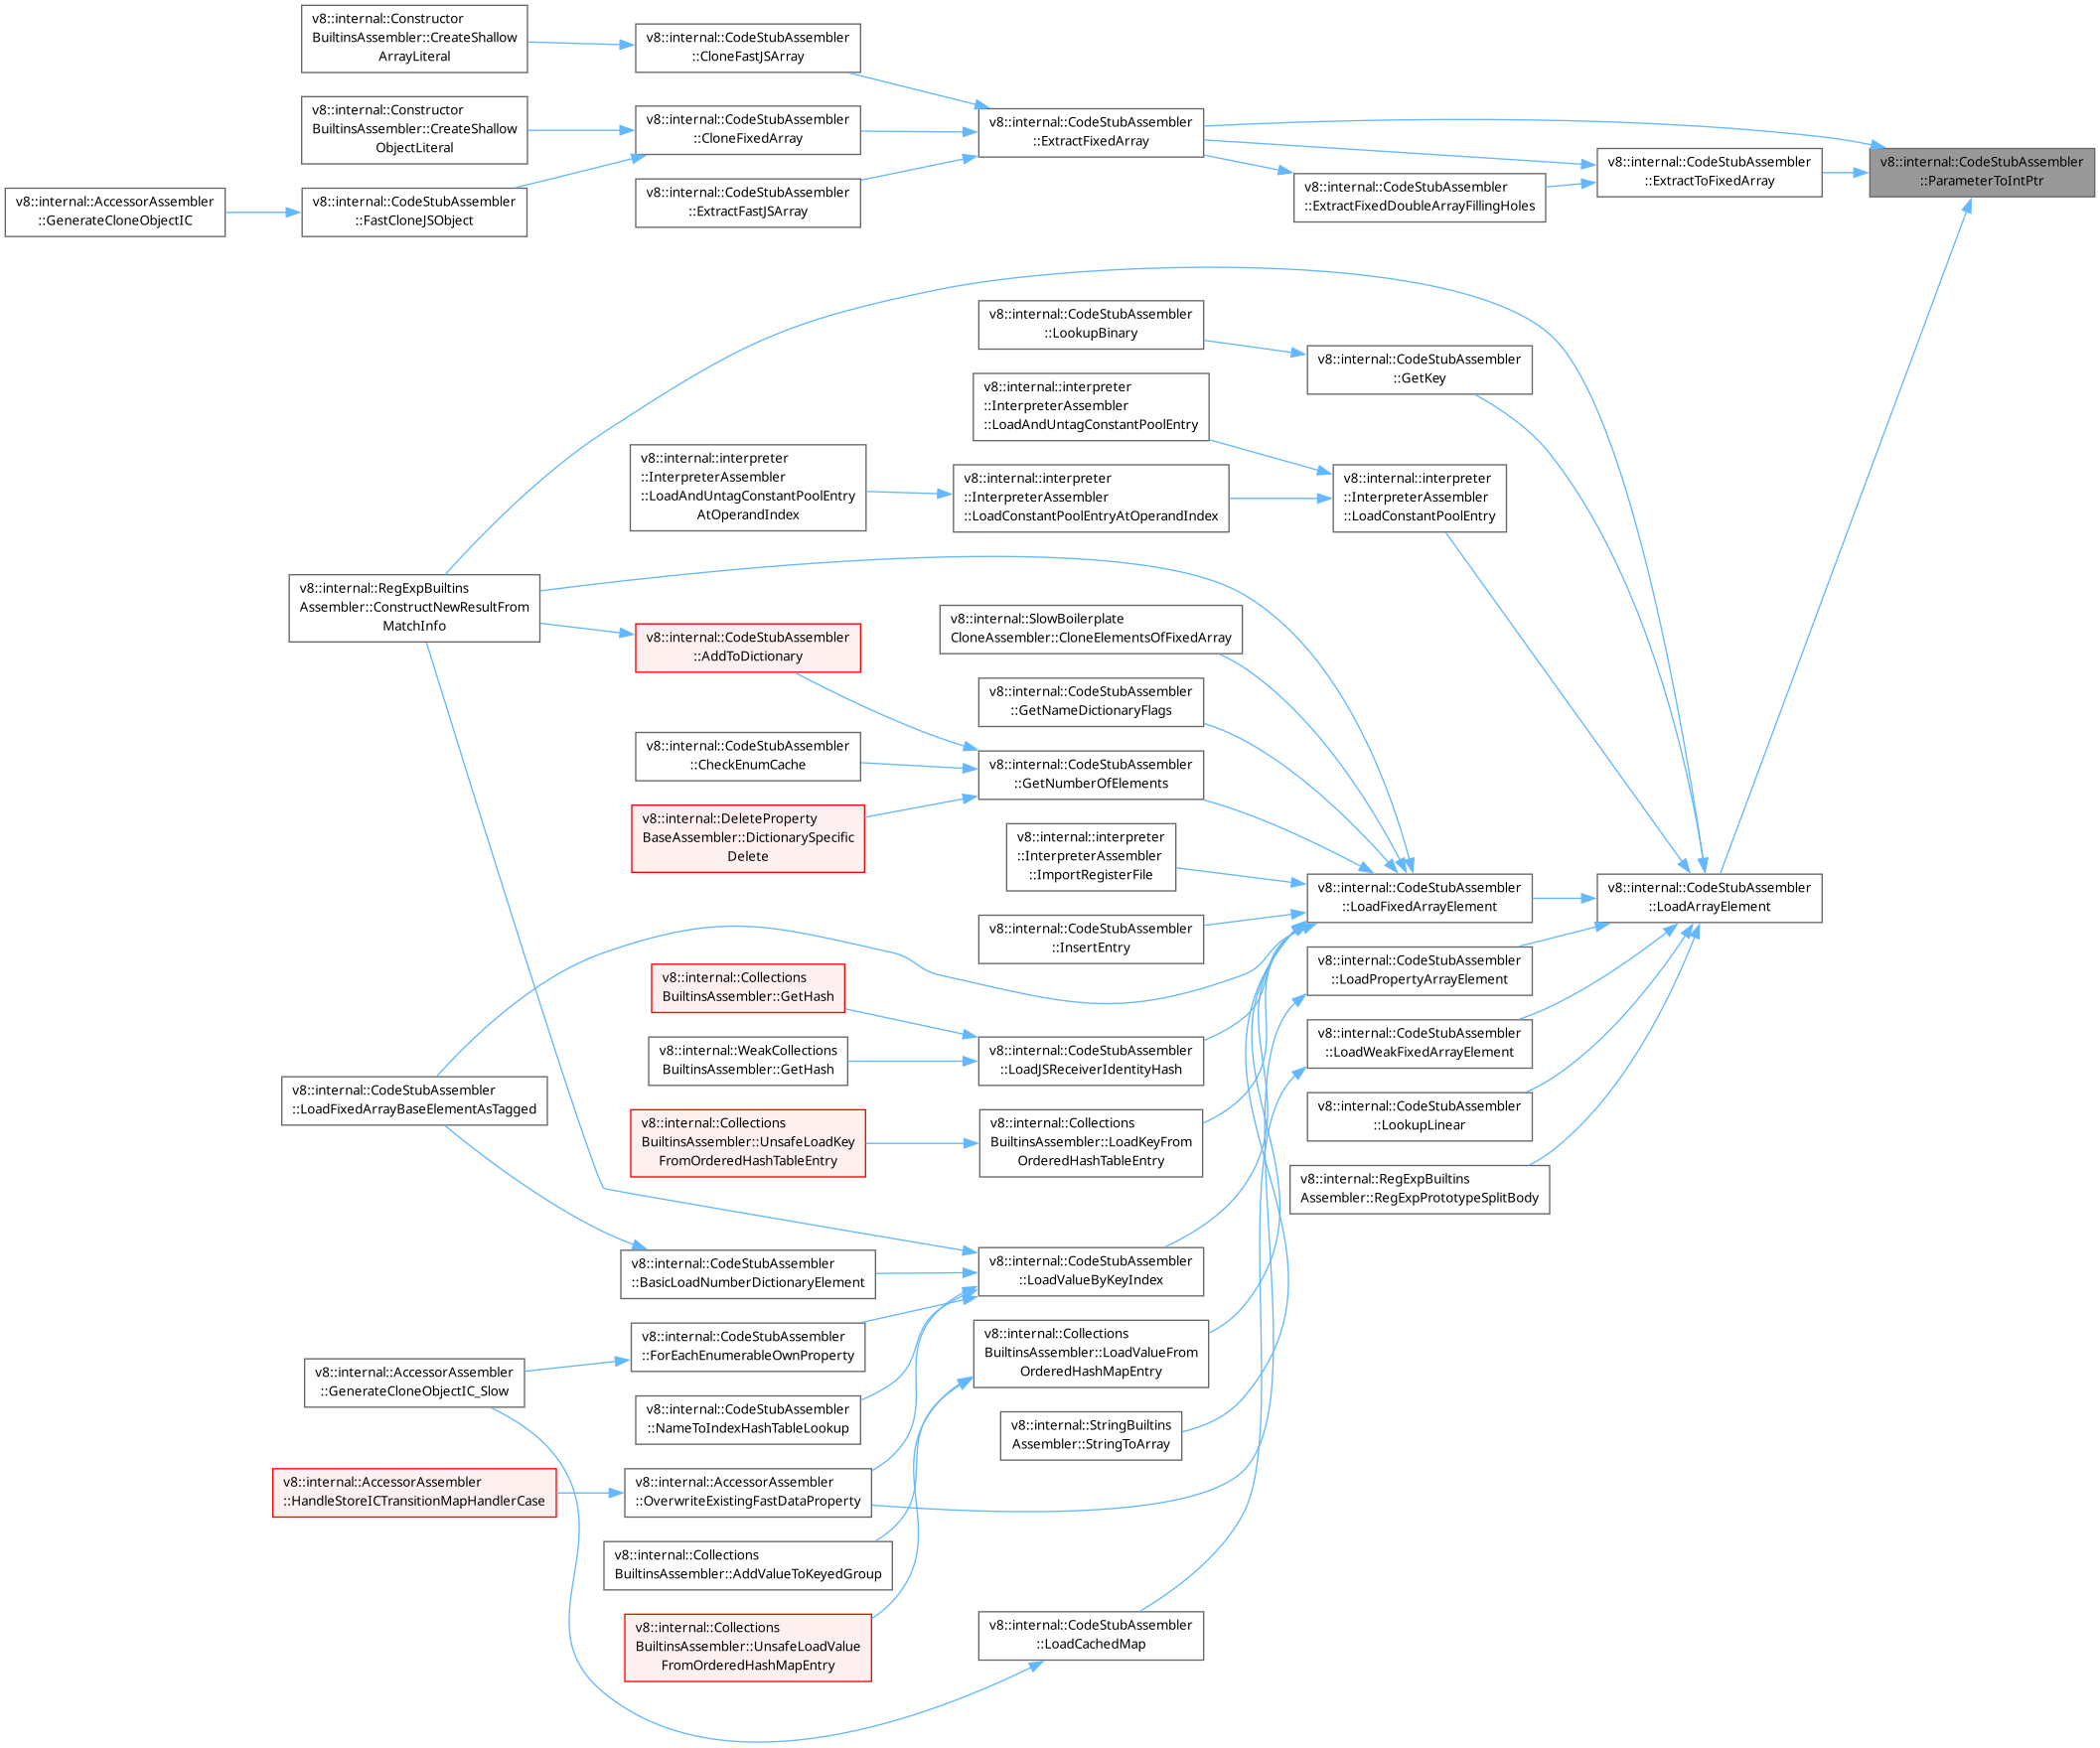 v8::internal::Constructor
BuiltinsAssembler::CreateShallow
ArrayLiteral
v8::internal::CodeStubAssembler
::CloneFastJSArray
v8::internal::Constructor
BuiltinsAssembler::CreateShallow
ObjectLiteral
v8::internal::CodeStubAssembler
::CloneFixedArray
v8::internal::CodeStubAssembler
::ExtractFixedArray
v8::internal::CodeStubAssembler
::ExtractToFixedArray
v8::internal::CodeStubAssembler
::ParameterToIntPtr
v8::internal::AccessorAssembler
::GenerateCloneObjectIC
v8::internal::CodeStubAssembler
::FastCloneJSObject
v8::internal::CodeStubAssembler
::ExtractFastJSArray
v8::internal::CodeStubAssembler
::ExtractFixedDoubleArrayFillingHoles
v8::internal::CodeStubAssembler
::LookupBinary
v8::internal::CodeStubAssembler
::GetKey
v8::internal::interpreter
::InterpreterAssembler
::LoadAndUntagConstantPoolEntry
v8::internal::interpreter
::InterpreterAssembler
::LoadAndUntagConstantPoolEntry
AtOperandIndex
v8::internal::interpreter
::InterpreterAssembler
::LoadConstantPoolEntryAtOperandIndex
v8::internal::interpreter
::InterpreterAssembler
::LoadConstantPoolEntry
v8::internal::RegExpBuiltins
Assembler::ConstructNewResultFrom
MatchInfo
v8::internal::SlowBoilerplate
CloneAssembler::CloneElementsOfFixedArray
v8::internal::CodeStubAssembler
::AddToDictionary
v8::internal::CodeStubAssembler
::GetNameDictionaryFlags
v8::internal::CodeStubAssembler
::CheckEnumCache
v8::internal::CodeStubAssembler
::GetNumberOfElements
v8::internal::DeleteProperty
BaseAssembler::DictionarySpecific
Delete
v8::internal::interpreter
::InterpreterAssembler
::ImportRegisterFile
v8::internal::CodeStubAssembler
::LoadFixedArrayElement
v8::internal::CodeStubAssembler
::LoadArrayElement
v8::internal::CodeStubAssembler
::InsertEntry
v8::internal::CodeStubAssembler
::LoadPropertyArrayElement
v8::internal::Collections
BuiltinsAssembler::GetHash
v8::internal::WeakCollections
BuiltinsAssembler::GetHash
v8::internal::CodeStubAssembler
::LoadJSReceiverIdentityHash
v8::internal::CodeStubAssembler
::LoadWeakFixedArrayElement
v8::internal::CodeStubAssembler
::LoadFixedArrayBaseElementAsTagged
v8::internal::Collections
BuiltinsAssembler::UnsafeLoadKey
FromOrderedHashTableEntry
v8::internal::Collections
BuiltinsAssembler::LoadKeyFrom
OrderedHashTableEntry
v8::internal::CodeStubAssembler
::LookupLinear
v8::internal::RegExpBuiltins
Assembler::RegExpPrototypeSplitBody
v8::internal::CodeStubAssembler
::BasicLoadNumberDictionaryElement
v8::internal::CodeStubAssembler
::LoadValueByKeyIndex
v8::internal::CodeStubAssembler
::ForEachEnumerableOwnProperty
v8::internal::Collections
BuiltinsAssembler::LoadValueFrom
OrderedHashMapEntry
v8::internal::AccessorAssembler
::GenerateCloneObjectIC_Slow
v8::internal::CodeStubAssembler
::NameToIndexHashTableLookup
v8::internal::StringBuiltins
Assembler::StringToArray
v8::internal::AccessorAssembler
::HandleStoreICTransitionMapHandlerCase
v8::internal::AccessorAssembler
::OverwriteExistingFastDataProperty
v8::internal::Collections
BuiltinsAssembler::AddValueToKeyedGroup
v8::internal::Collections
BuiltinsAssembler::UnsafeLoadValue
FromOrderedHashMapEntry
v8::internal::CodeStubAssembler
::LoadCachedMap